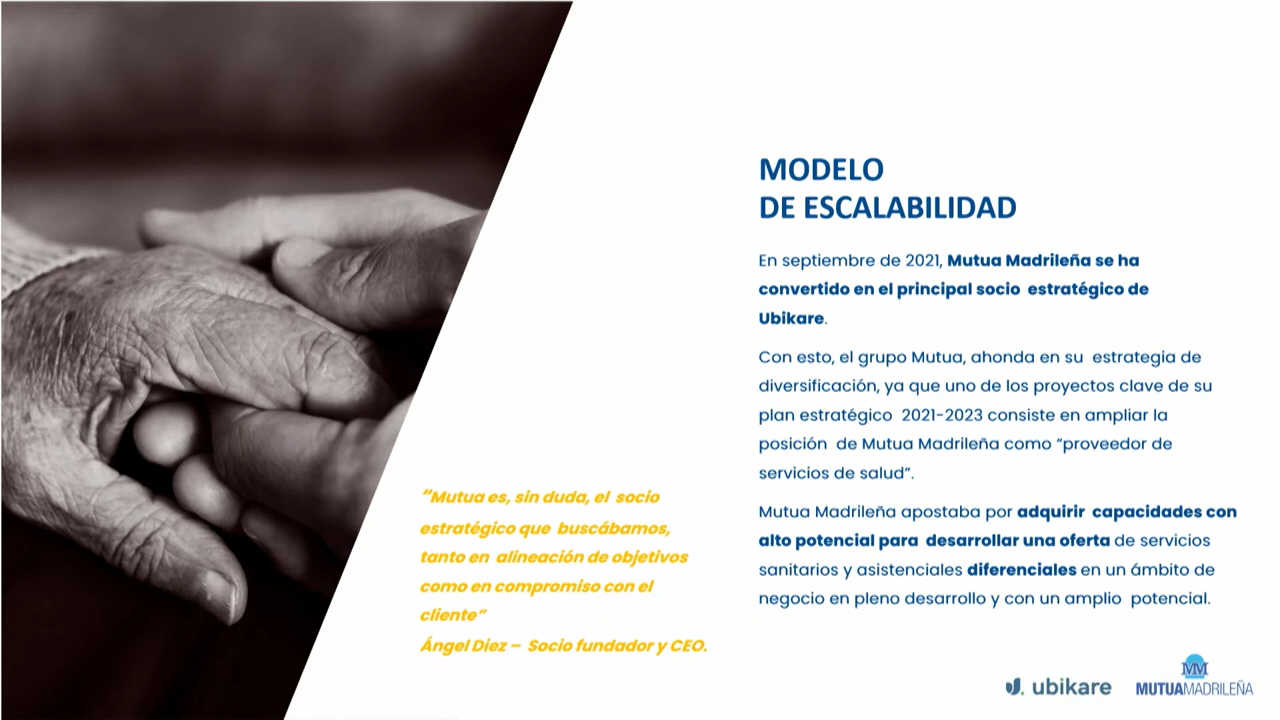 MODELO
DE ESCALABILIDAD
En septiembre de 2021, Mutua Madrileña se ha
convertido en el principal socio estratégico de
Ubikare.
Con esto, el grupo Mutua, ahonda en su estrategia de
diversificación, ya que uno de los proyectos clave de su
plan estratégico 2021-2023 consiste en ampliar la
posición de Mutua Madrileña como “proveedor de
servicios de salud”.
Mutua Madrileña apostaba por adquirir capacidades con
alto potencial para desarrollar una oferta de servicios
sanitarios y asistenciales diferenciales en un ámbito de
negocio en pleno desarrollo y con un amplio potencial.
“Mutua es, sin duda, el socio
estratégico que buscábamos,
tanto en alineación de objetivos
como en compromiso con el
cliente”
Ángel Diez – Socio fundador y CEO.
ubikare
MM
MUTUAMADRILEÑA